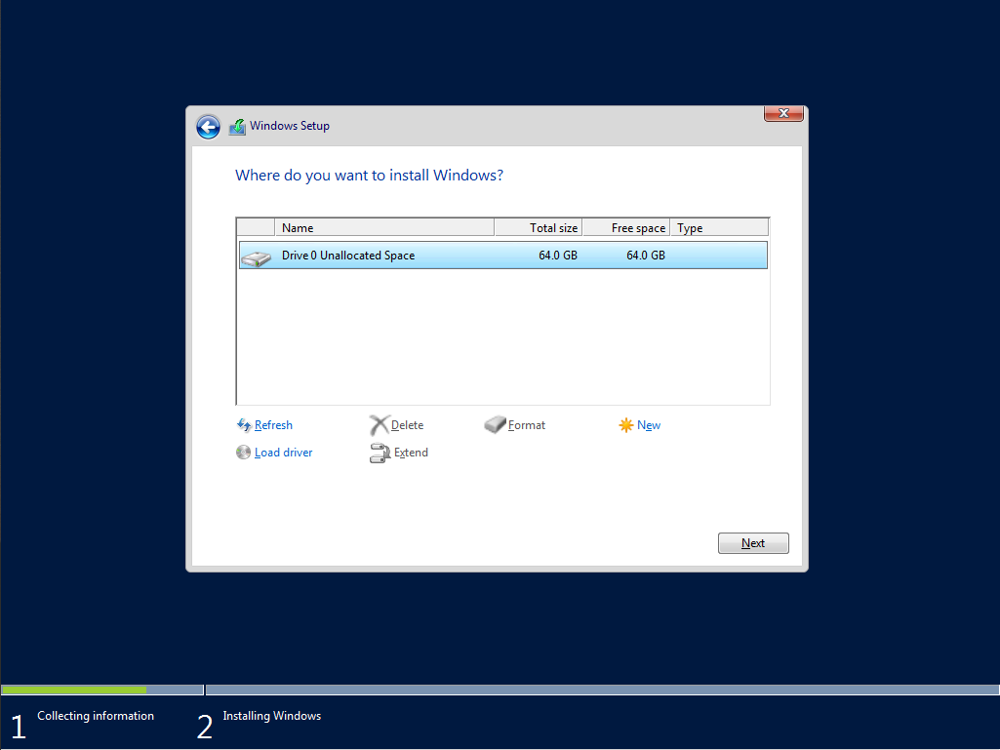 Windows Setup
Where do you want to install Windows?
Name Total size Free space Type
Drive 0 Unallocated Space 64.0 GB 64.0 GB
Refresh Delete Format New
Load driver Extend
Next
1 Collecting information 2 Installing Windows